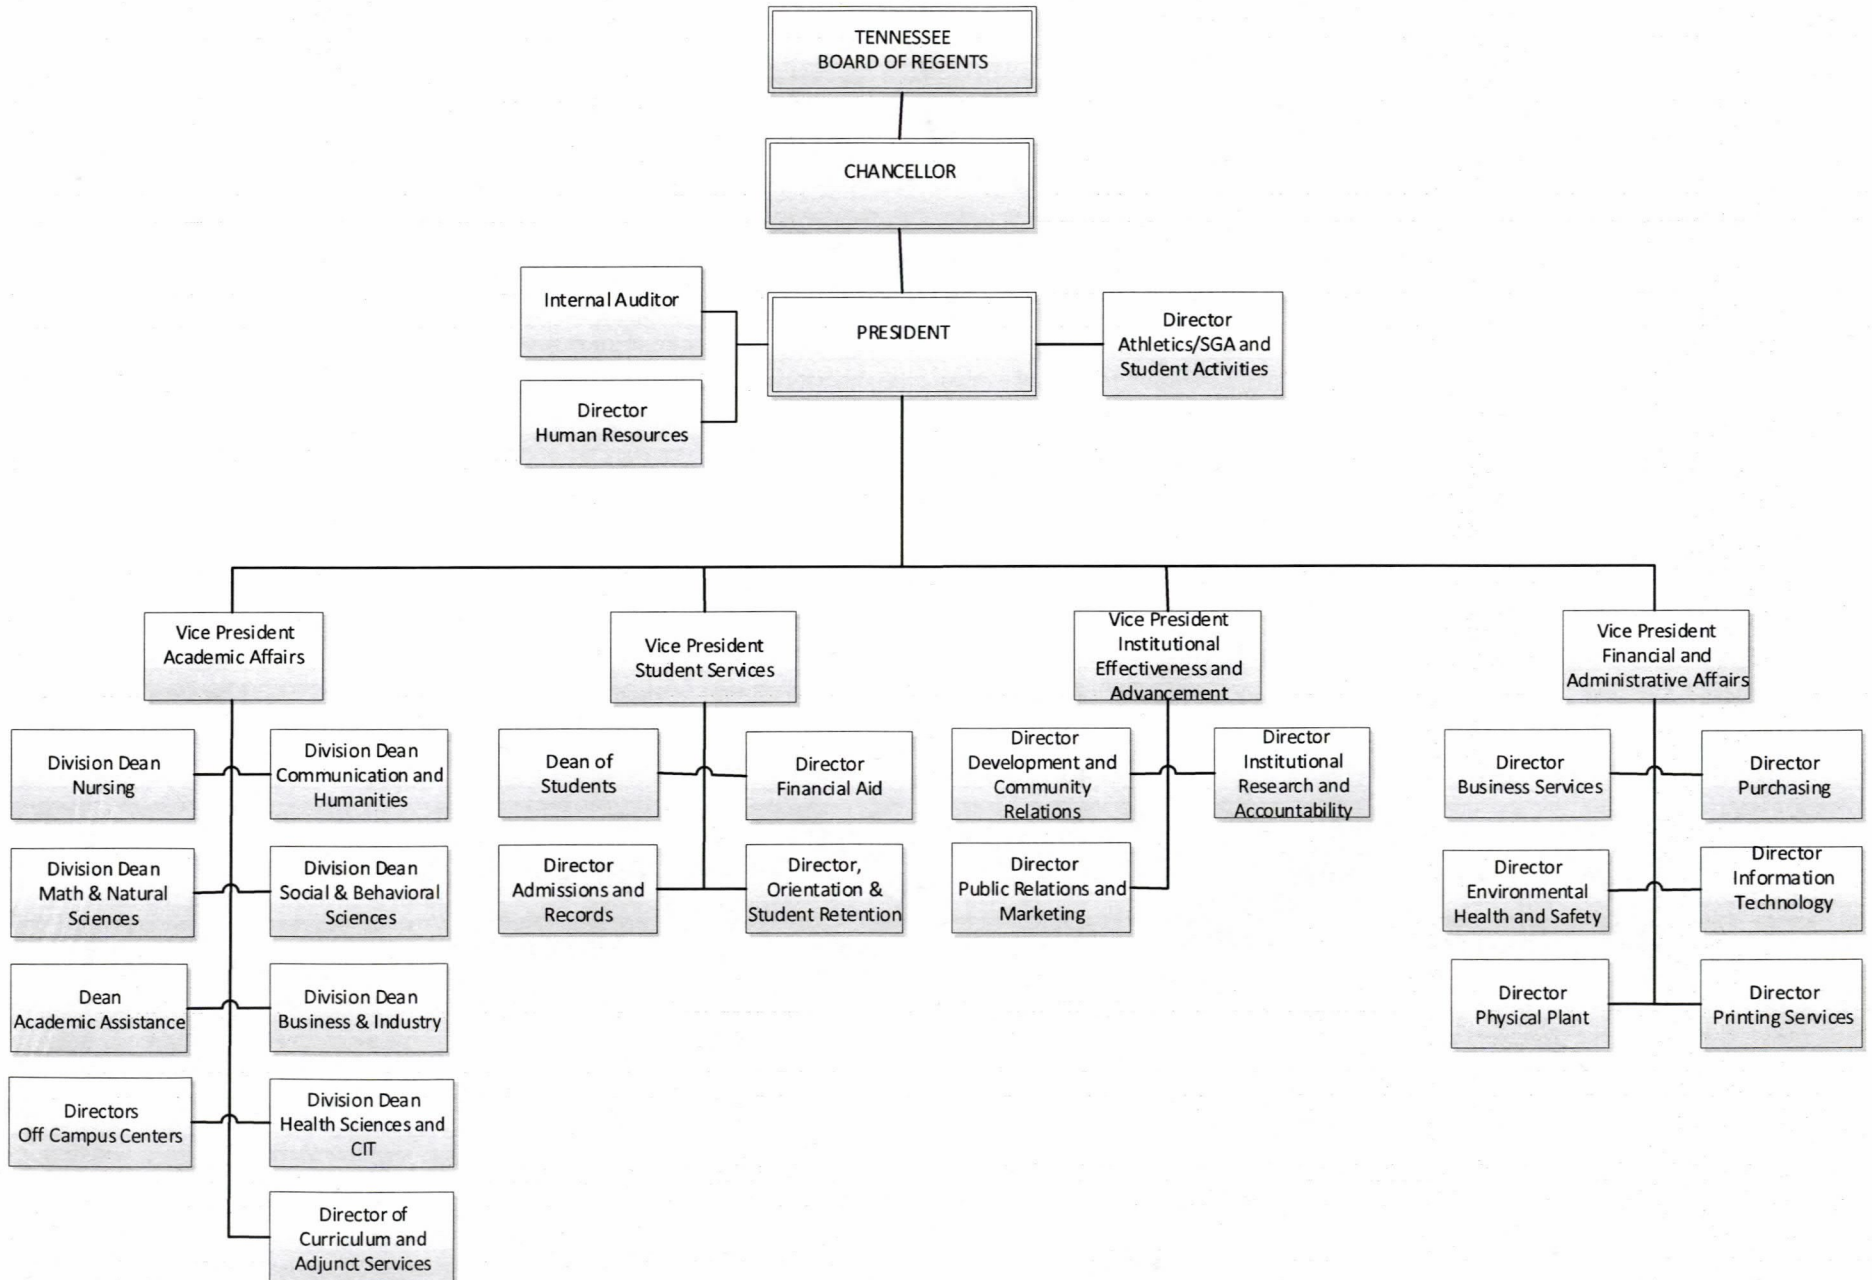 TENNESSEE
BOARD OF REGENTS
CHANCELLOR
Internal Auditor
PRESIDENT
Director
Athletics/SGA and
Student Activities
Director
Human Resources
Vice President
Academic Affairs
Vice President
Student Services
Vice President
Institutional
Effectiveness and
Advancement
Vice President
Financial and
Administrative Affairs
Division Dean
Nursing
Division Dean
Communication and
Humanities
Dean of
Students
Director
Financial Aid
Director
Development and
Community
Relations
Director
Institutional
Research and
Accountability
Director
Business Services
Director
Purchasing
Division Dean
Math & Natural
Sciences
Division Dean
Social & Behavioral
Sciences
Director
Admissions and
Records
Director,
Orientation &
Student Retention
Director
Public Relations and
Marketing
Director
Environmental
Health and Safety
Director
Information
Technology
Dean
Academic Assistance
Division Dean
Business & Industry
Director
Physical Plant
Director
Printing Services
Directors
Off Campus Centers
Division Dean
Health Sciences and
CIT
Director of
Curriculum and
Adjunct Services